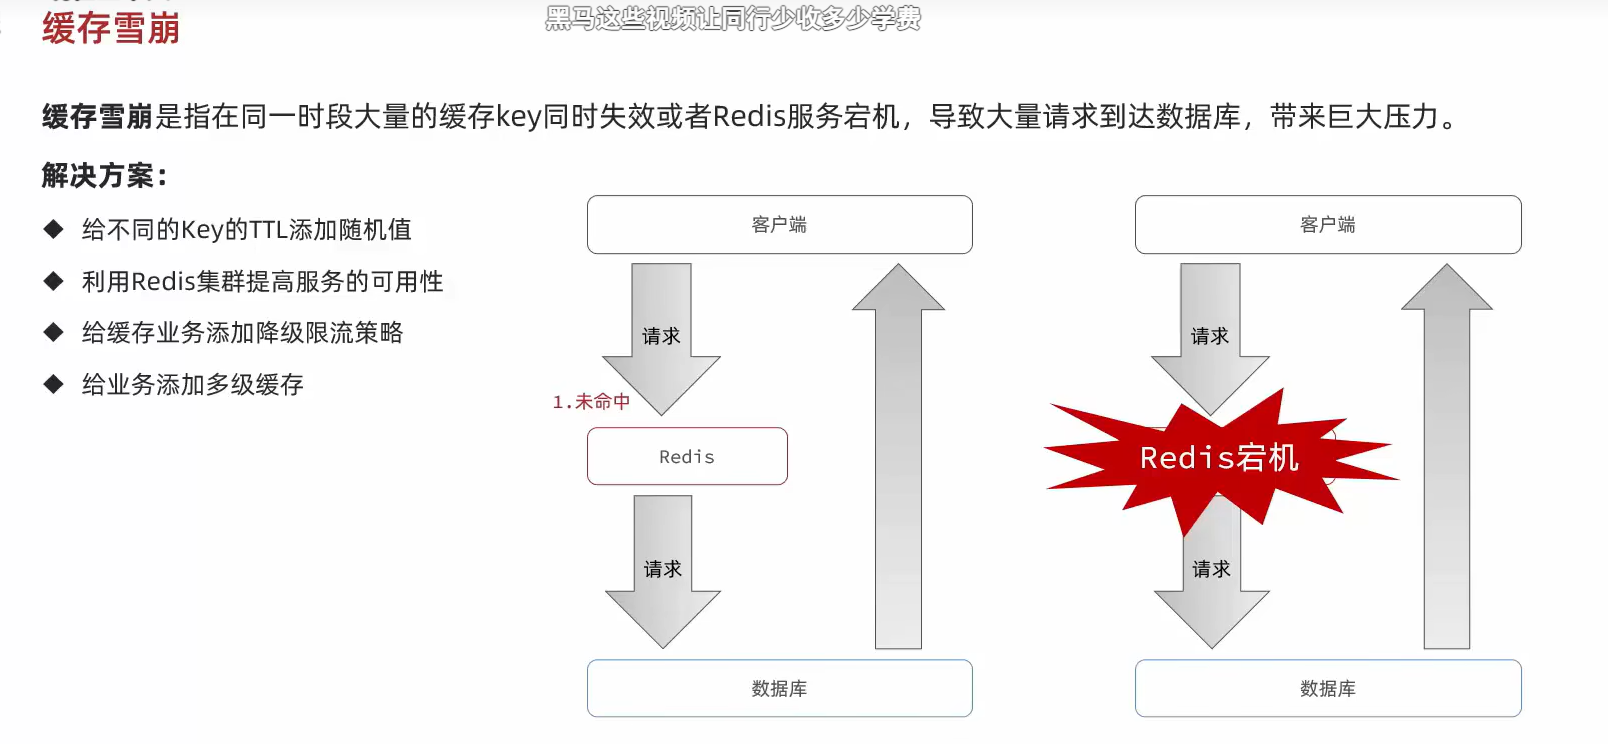 黑马这些视频让同行少收多少学费
缓存雪崩
缓存雪崩是指在同一时段大量的缓存key同时失效或者Redis服务宕机，导致大量请求到达数据库，带来巨大压力。
解决方案：
◆ 给不同的Key的TTL添加随机值
◆ 利用Redis集群提高服务的可用性
◆ 给缓存业务添加降级限流策略
◆ 给业务添加多级缓存
客户端
请求
1.未命中
Redis
请求
数据库
客户端
请求
Redis宕机
请求
数据库